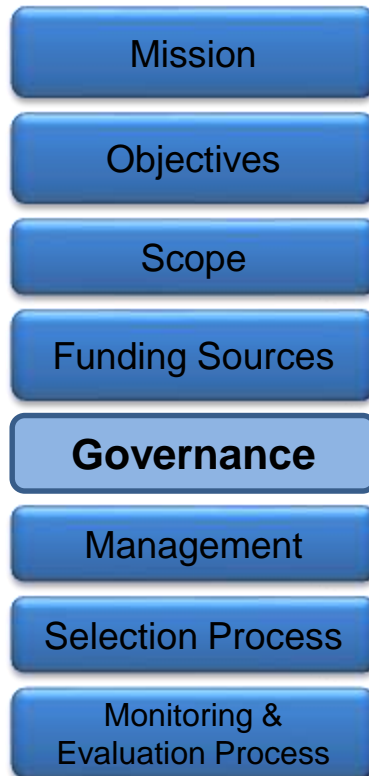 Mission
Objectives
Scope
Funding Sources
Governance
Management
Selection Process
Monitoring &
Evaluation Process